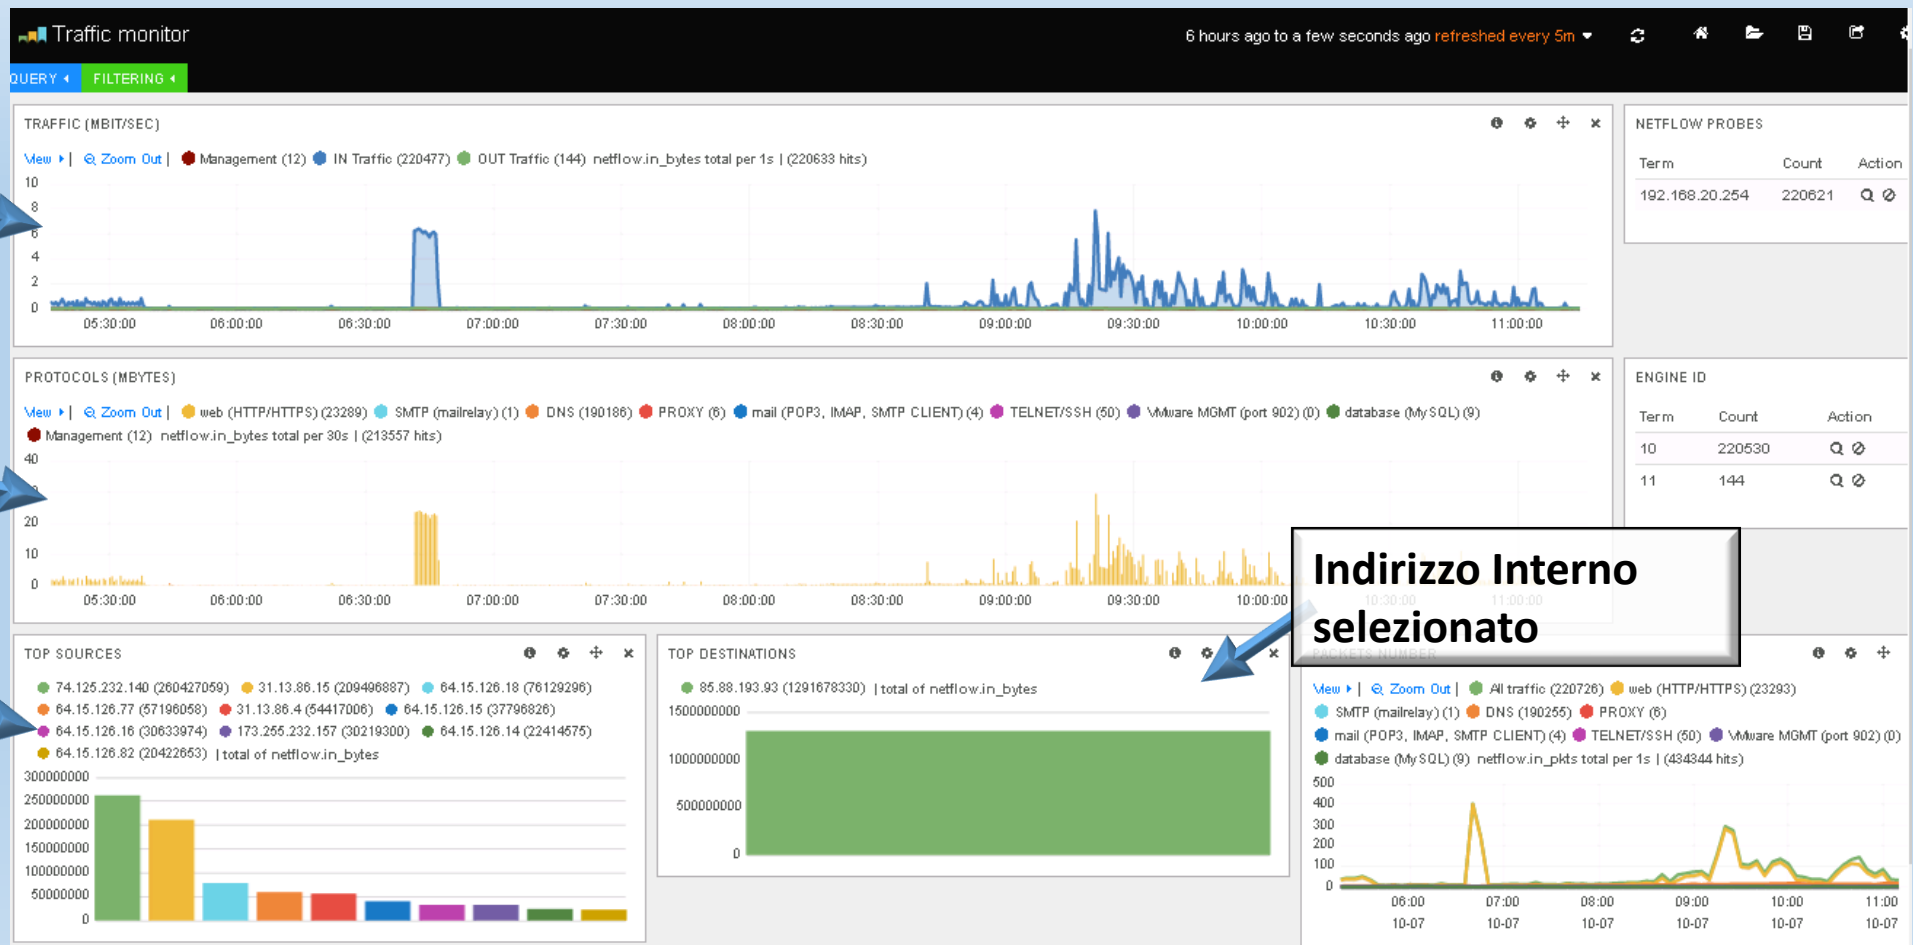 Traffic monitor
6 hours ago to a few seconds ago refreshed every 5m
QUERY
FILTERING
TRAFFIC (MBIT/SEC)
View | Zoom Out | Management (12) IN Traffic (220477) OUT Traffic (144) netflow.in_bytes total per 1s | (220633 hits)
10
8
6
4
2
0
05:30:00 06:00:00 06:30:00 07:00:00 07:30:00 08:00:00 08:30:00 09:00:00 09:30:00 10:00:00 10:30:00 11:00:00
NETFLOW PROBES
Term Count Action
192.168.20.254 220621
PROTOCOLS (MBYTES)
View | Zoom Out | web (HTTP/HTTPS) (23289) SMTP (mailrelay) (1) DNS (190186) PROXY (6) mail (POP3, IMAP, SMTP CLIENT) (4) TELNET/SSH (50) VMware MGMT (port 902) (0) database (MySQL) (9)
Management (12) netflow.in_bytes total per 30s | (213557 hits)
40
20
10
0
05:30:00 06:00:00 06:30:00 07:00:00 07:30:00 08:00:00 08:30:00 09:00:00 09:30:00 10:00:00 10:30:00 11:00:00
ENGINE ID
Term Count Action
10 220530
11 144
Indirizzo Interno
selezionato
TOP SOURCES
74.125.232.140 (260427059) 31.13.86.15 (209496887) 64.15.126.18 (76129296)
64.15.126.77 (57196058) 31.13.86.4 (54417006) 64.15.126.15 (37796826)
64.15.126.16 (30633974) 173.255.232.157 (30219300) 64.15.126.14 (22414575)
64.15.126.82 (20422653) | total of netflow.in_bytes
300000000
250000000
200000000
150000000
100000000
50000000
0
TOP DESTINATIONS
85.88.193.93 (1291678330) | total of netflow.in_bytes
1500000000
1000000000
500000000
0
PACKETS NUMBER
View | Zoom Out | All traffic (220726) web (HTTP/HTTPS) (23293)
SMTP (mailrelay) (1) DNS (190255) PROXY (6)
mail (POP3, IMAP, SMTP CLIENT) (4) TELNET/SSH (50) VMware MGMT (port 902) (0)
database (MySQL) (9) netflow.in_pkts total per 1s | (434344 hits)
500
400
300
200
100
0
06:00 07:00 08:00 09:00 10:00 11:00
10-07 10-07 10-07 10-07 10-07 10-07